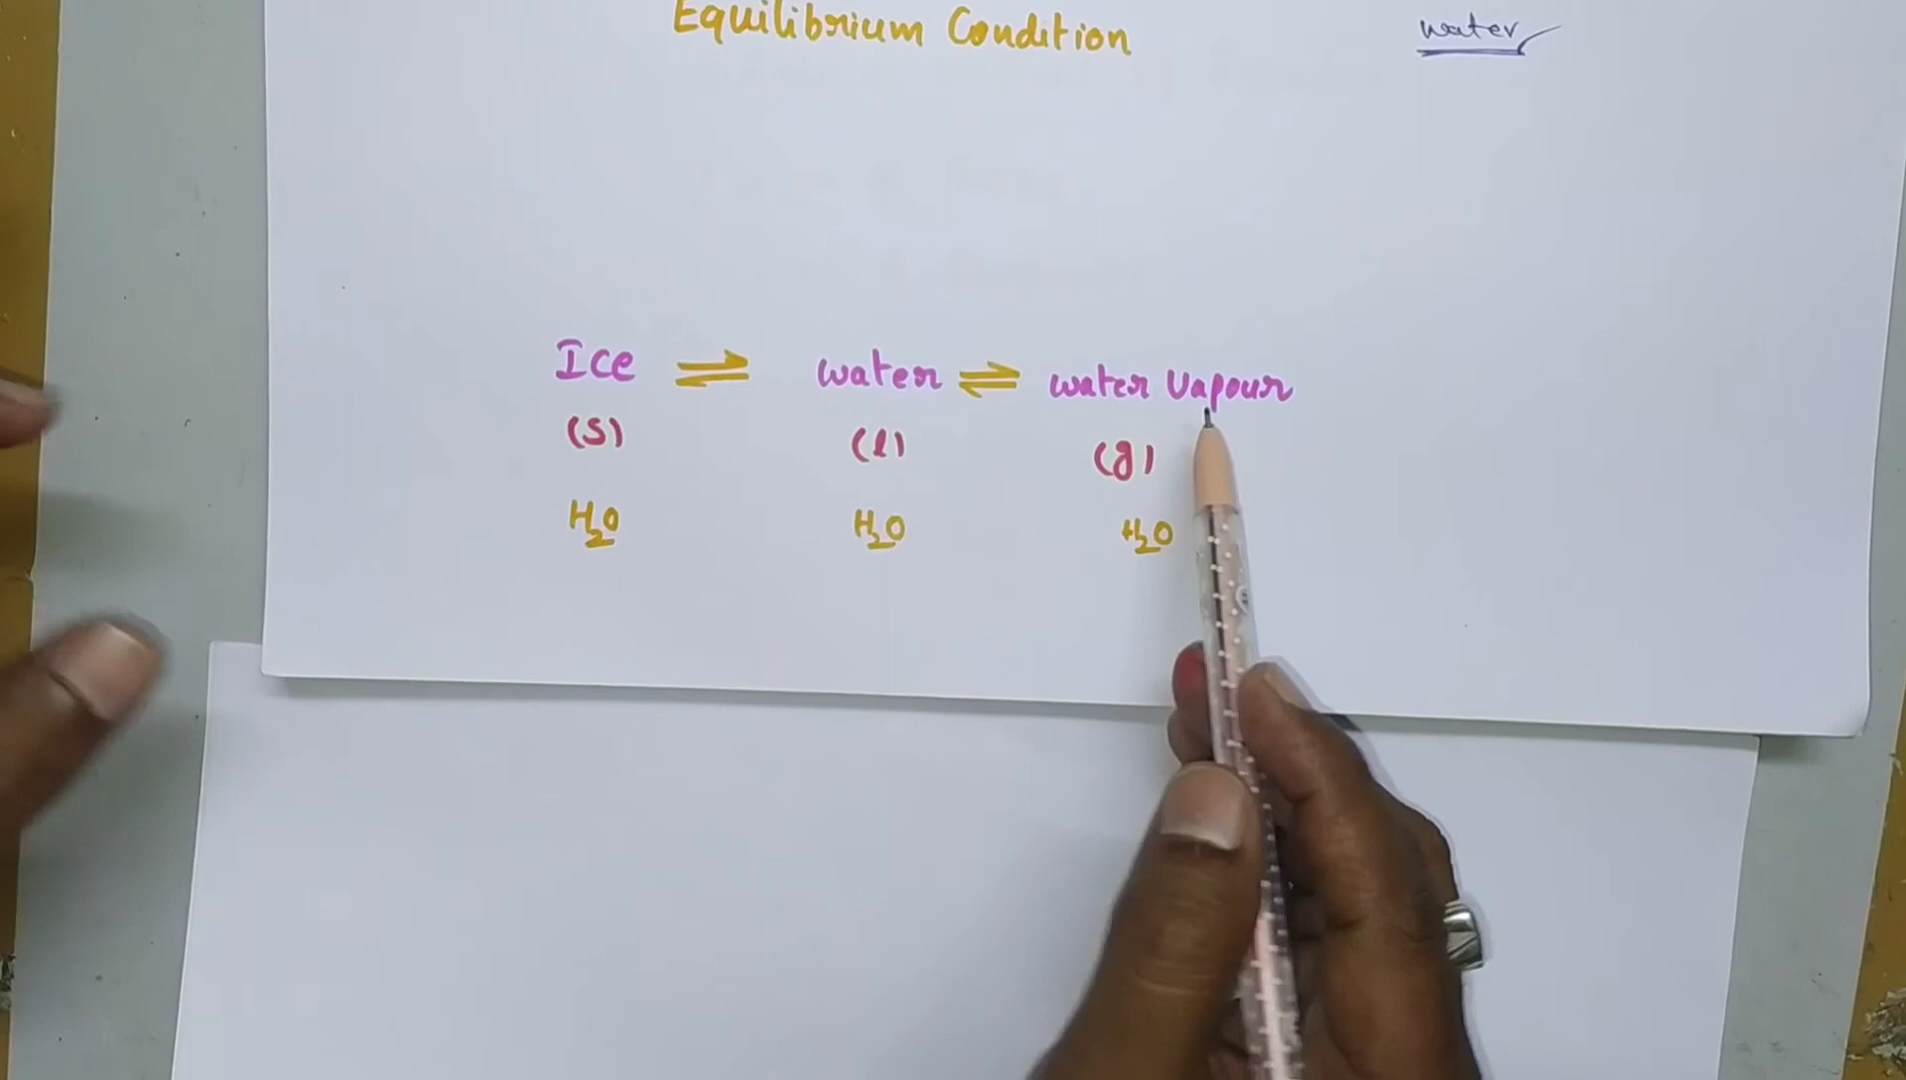 Equilibrium Condition
water
Ice ⇌ water ⇌ water Vapour
(s) (l) (g)
H₂O H₂O H₂O